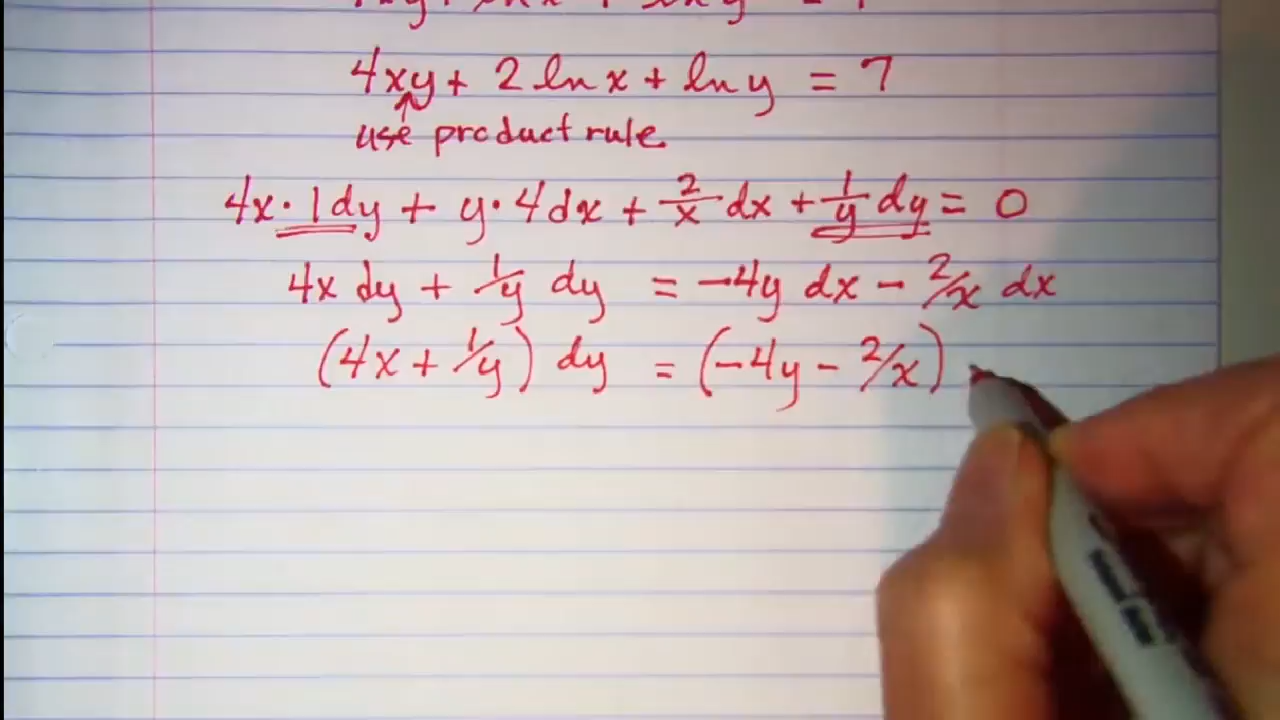 4xy + 2 ln x + ln y = 7
use product rule
4x · 1dy + y · 4dx + 2/x dx + 1/y dy = 0
4x dy + 1/y dy = -4y dx - 2/x dx
(4x + 1/y) dy = (-4y - 2/x)